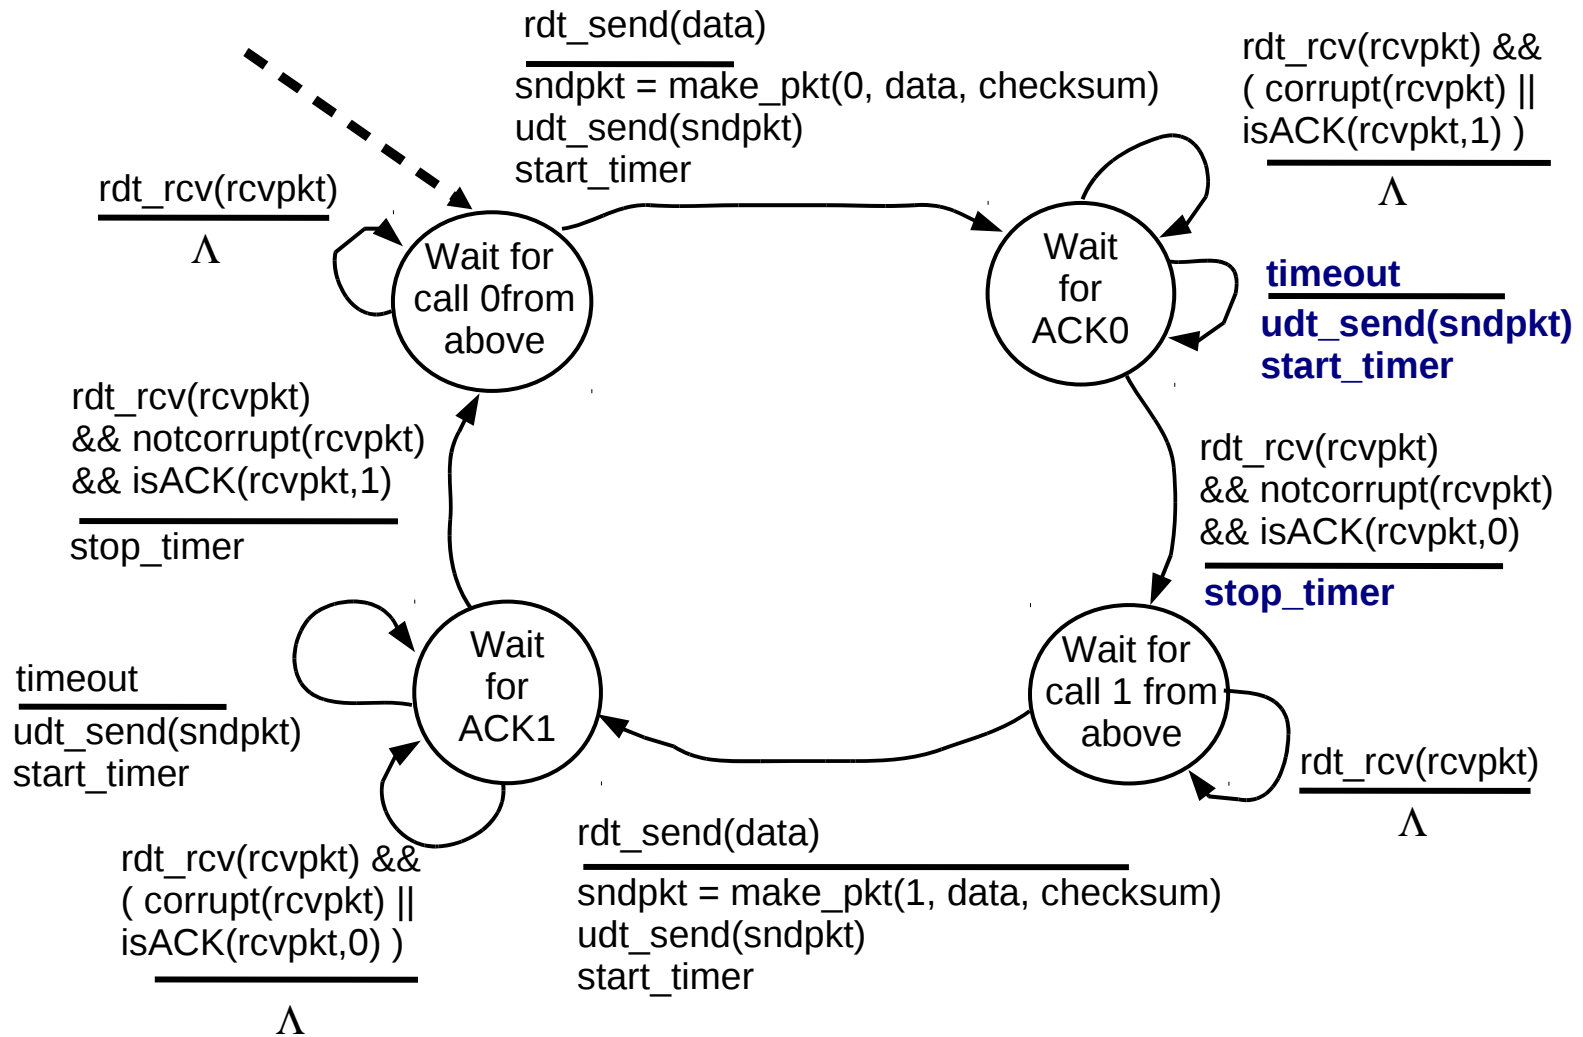 rdt_send(data)
sndpkt = make_pkt(0, data, checksum)
udt_send(sndpkt)
start_timer
rdt_rcv(rcvpkt) &&
( corrupt(rcvpkt) ||
isACK(rcvpkt,1) )
Λ
rdt_rcv(rcvpkt)
Λ
Wait for
call 0from
above
Wait
for
ACK0
timeout
udt_send(sndpkt)
start_timer
rdt_rcv(rcvpkt)
&& notcorrupt(rcvpkt)
&& isACK(rcvpkt,1)
stop_timer
rdt_rcv(rcvpkt)
&& notcorrupt(rcvpkt)
&& isACK(rcvpkt,0)
stop_timer
Wait
for
ACK1
Wait for
call 1 from
above
timeout
udt_send(sndpkt)
start_timer
rdt_rcv(rcvpkt)
Λ
rdt_rcv(rcvpkt) &&
( corrupt(rcvpkt) ||
isACK(rcvpkt,0) )
Λ
rdt_send(data)
sndpkt = make_pkt(1, data, checksum)
udt_send(sndpkt)
start_timer